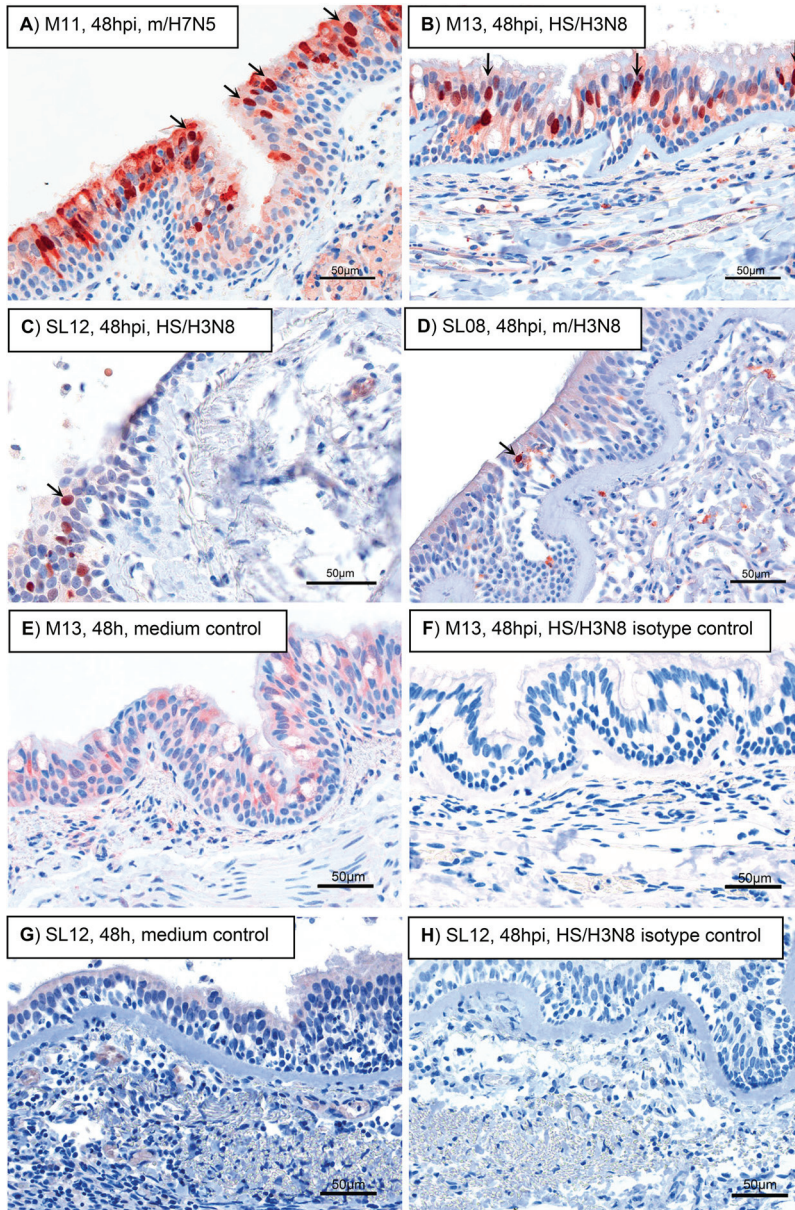 A) M11, 48hpi, m/H7N5
50µm
B) M13, 48hpi, HS/H3N8
50µm
C) SL12, 48hpi, HS/H3N8
50µm
D) SL08, 48hpi, m/H3N8
50µm
E) M13, 48h, medium control
50µm
F) M13, 48hpi, HS/H3N8 isotype control
50µm
G) SL12, 48h, medium control
50µm
H) SL12, 48hpi, HS/H3N8 isotype control
50µm